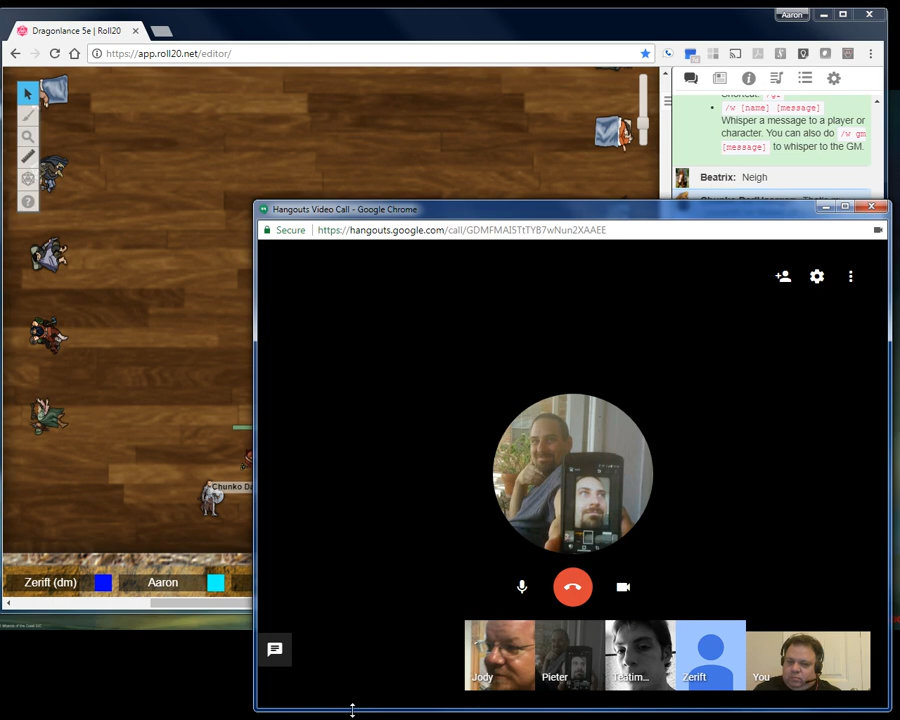 Aaron
Dragonlance 5e | Roll20
https://app.roll20.net/editor/
/w [name] [message]
Whisper a message to a player or
character. You can also do /w gm
[message] to whisper to the GM.
Beatrix: Neigh
Hangouts Video Call - Google Chrome
Secure https://hangouts.google.com/call/GDMFMAI5TtTYB7wNun2XAAEE
Chunko Da
Zerift (dm) Aaron
Jody Pieter Teatim... Zerift You